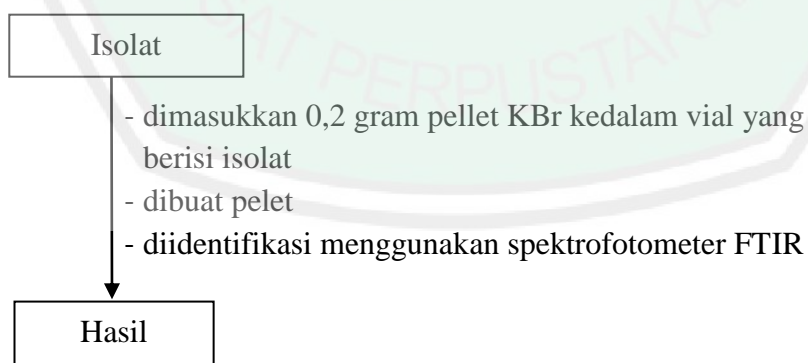 Isolat
- dimasukkan 0,2 gram pellet KBr kedalam vial yang
berisi isolat
- dibuat pelet
- diidentifikasi menggunakan spektrofotometer FTIR
Hasil